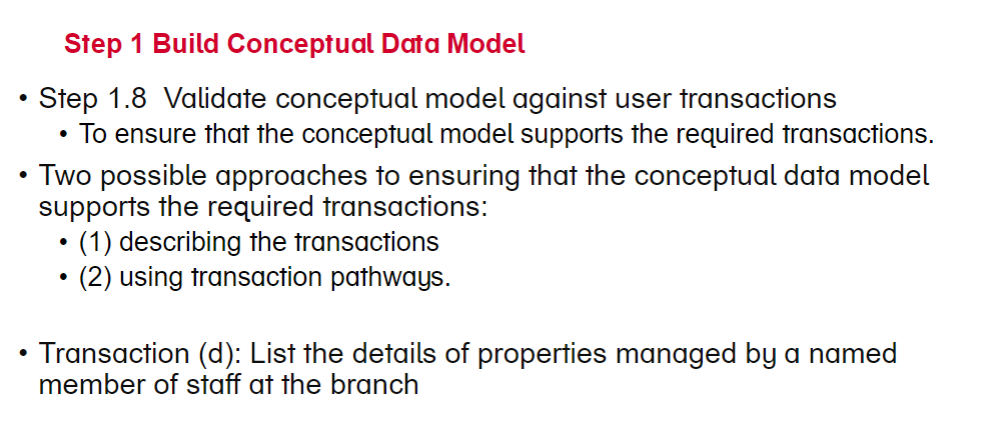 Step 1 Build Conceptual Data Model
• Step 1.8 Validate conceptual model against user transactions
• To ensure that the conceptual model supports the required transactions.
• Two possible approaches to ensuring that the conceptual data model
supports the required transactions:
• (1) describing the transactions
• (2) using transaction pathways.
• Transaction (d): List the details of properties managed by a named
member of staff at the branch